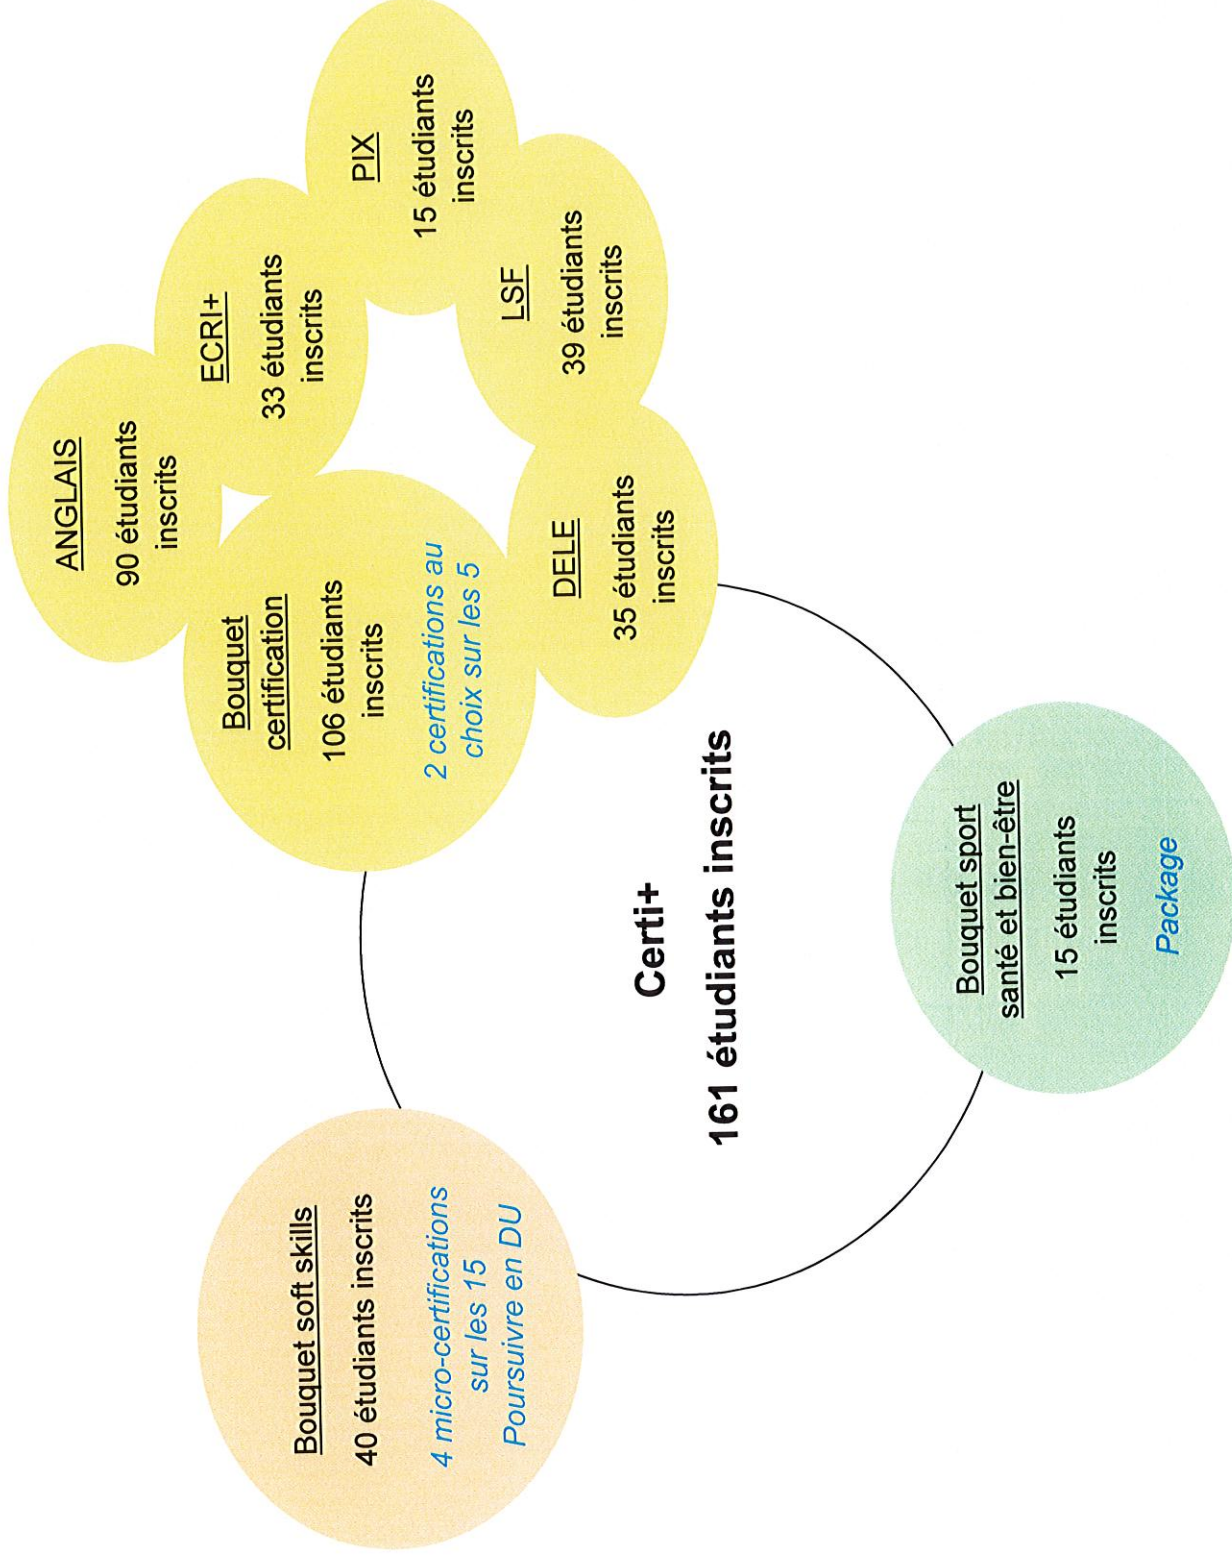 Bouquet soft skills
40 étudiants inscrits
4 micro-certifications
sur les 15
Poursuivre en DU
Bouquet
certification
106 étudiants
inscrits
2 certifications au
choix sur les 5
ANGLAIS
90 étudiants
inscrits
ECRI+
33 étudiants
inscrits
PIX
15 étudiants
inscrits
LSF
39 étudiants
inscrits
DELE
35 étudiants
inscrits
Certi+
161 étudiants inscrits
Bouquet sport
santé et bien-être
15 étudiants
inscrits
Package